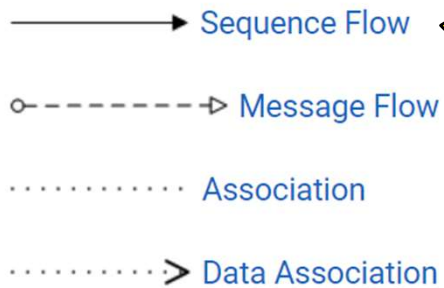 Sequence Flow
Message Flow
Association
Data Association